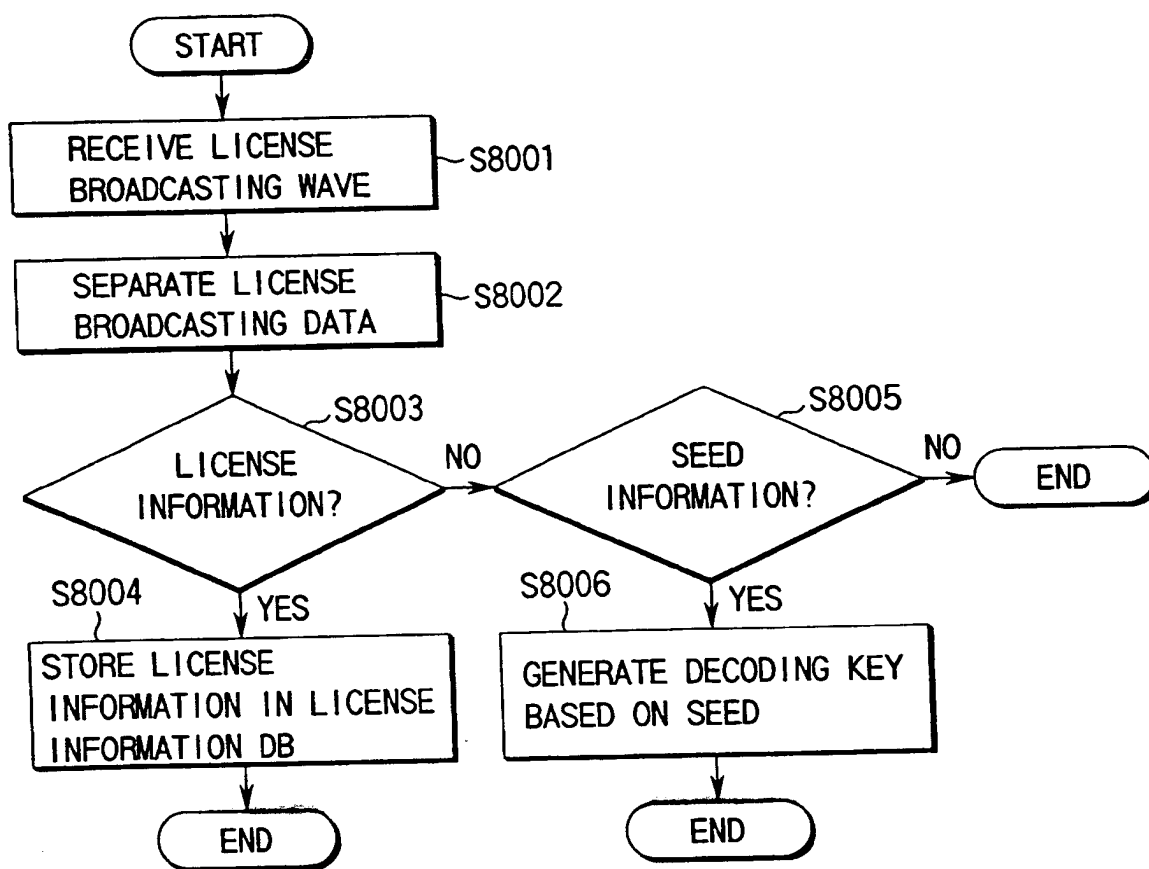 START
RECEIVE LICENSE
BROADCASTING WAVE
S8001
SEPARATE LICENSE
BROADCASTING DATA
S8002
S8003
LICENSE
INFORMATION?
NO
S8005
SEED
INFORMATION?
NO
END
S8004
YES
STORE LICENSE
INFORMATION IN LICENSE
INFORMATION DB
END
S8006
YES
GENERATE DECODING KEY
BASED ON SEED
END